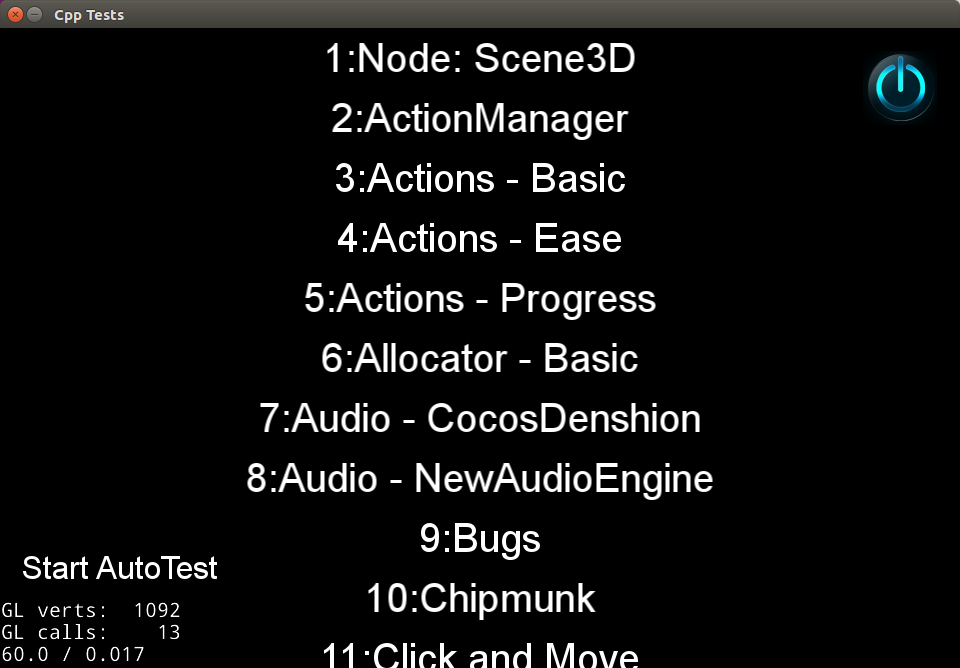 Cpp Tests
1:Node: Scene3D
2:ActionManager
3:Actions - Basic
4:Actions - Ease
5:Actions - Progress
6:Allocator - Basic
7:Audio - CocosDenshion
8:Audio - NewAudioEngine
9:Bugs
10:Chipmunk
11:Click and Move
Start AutoTest
GL verts: 1092
GL calls: 13
60.0 / 0.017